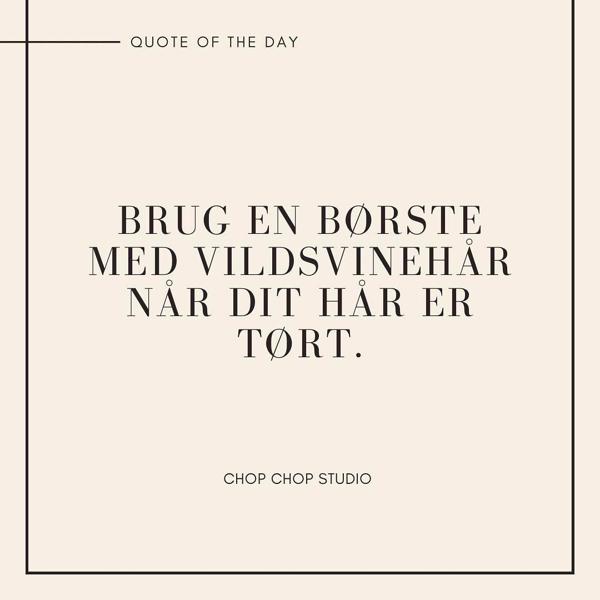 QUOTE OF THE DAY
BRUG EN BØRSTE
MED VILDSVINEHÅR
NÅR DIT HÅR ER
TØRT.
CHOP CHOP STUDIO